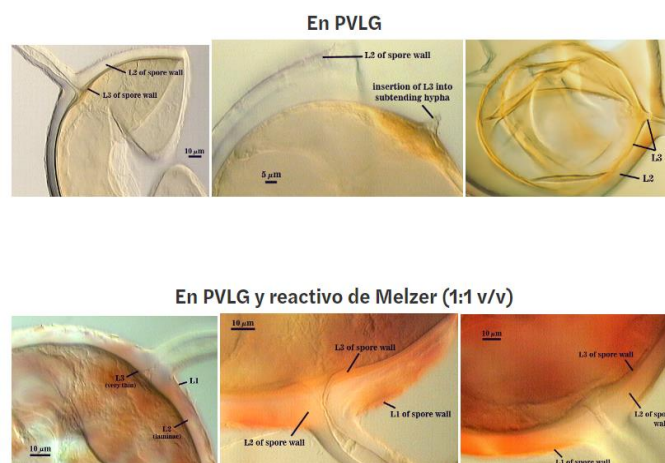 En PVLG
L2 of spore wall
L3 of spore wall
10 μm
L2 of spore wall
insertion of L3 into
subtending hypha
5 μm
L3
L2
En PVLG y reactivo de Melzer (1:1 v/v)
L3
(very thin)
L1
L2
(laminae)
10 μm
10 μm
L3 of spore wall
L1 of spore wall
L2 of spore wall
10 μm
L3 of spore wall
L2 of spore
wal
L1 of spore wall